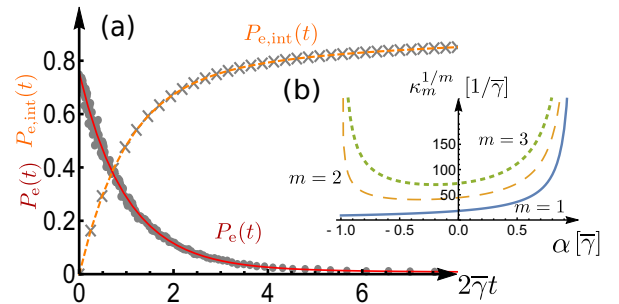 (a)
P_e,int(t)
0.8
0.6
0.4
0.2
0
P_e(t) P_e,int(t)
P_e(t)
0 2 4 6 2γ̅t
(b)
κ_m^{1/m} [1/γ̅]
150
100
50
m = 3
m = 2
m = 1
-1.0 -0.5 0.0 0.5
α [γ̅]